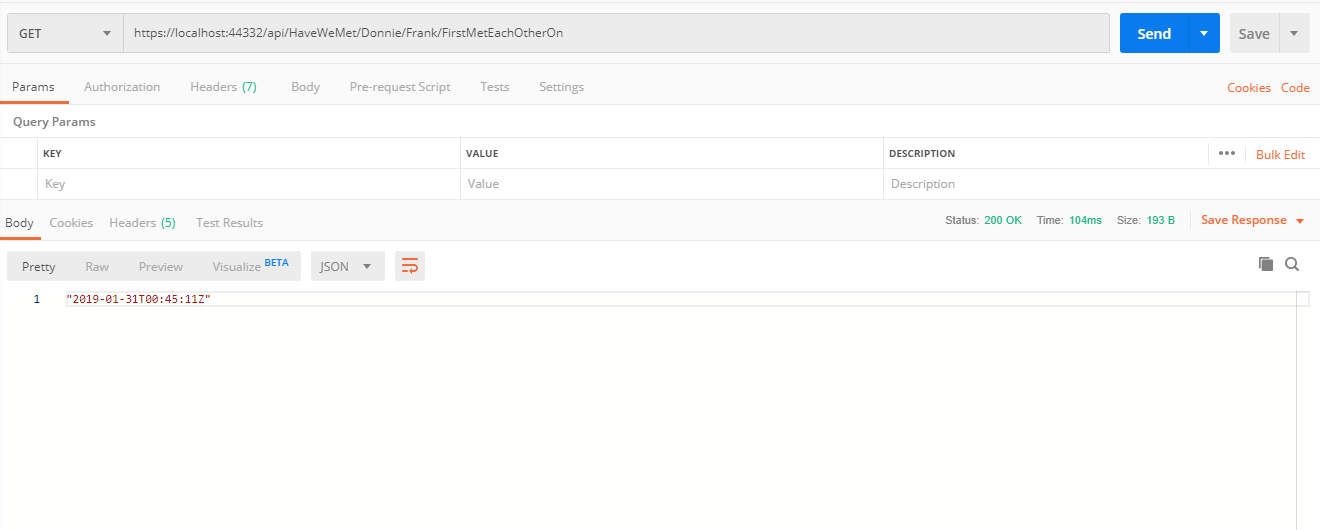 GET https://localhost:44332/api/HaveWeMet/Donnie/Frank/FirstMetEachOtherOn Send Save
Params Authorization Headers (7) Body Pre-request Script Tests Settings Cookies Code
Query Params
KEY VALUE DESCRIPTION ••• Bulk Edit
Key Value Description
Body Cookies Headers (5) Test Results Status: 200 OK Time: 104ms Size: 193 B Save Response
Pretty Raw Preview Visualize BETA JSON
1 "2019-01-31T00:45:11Z"